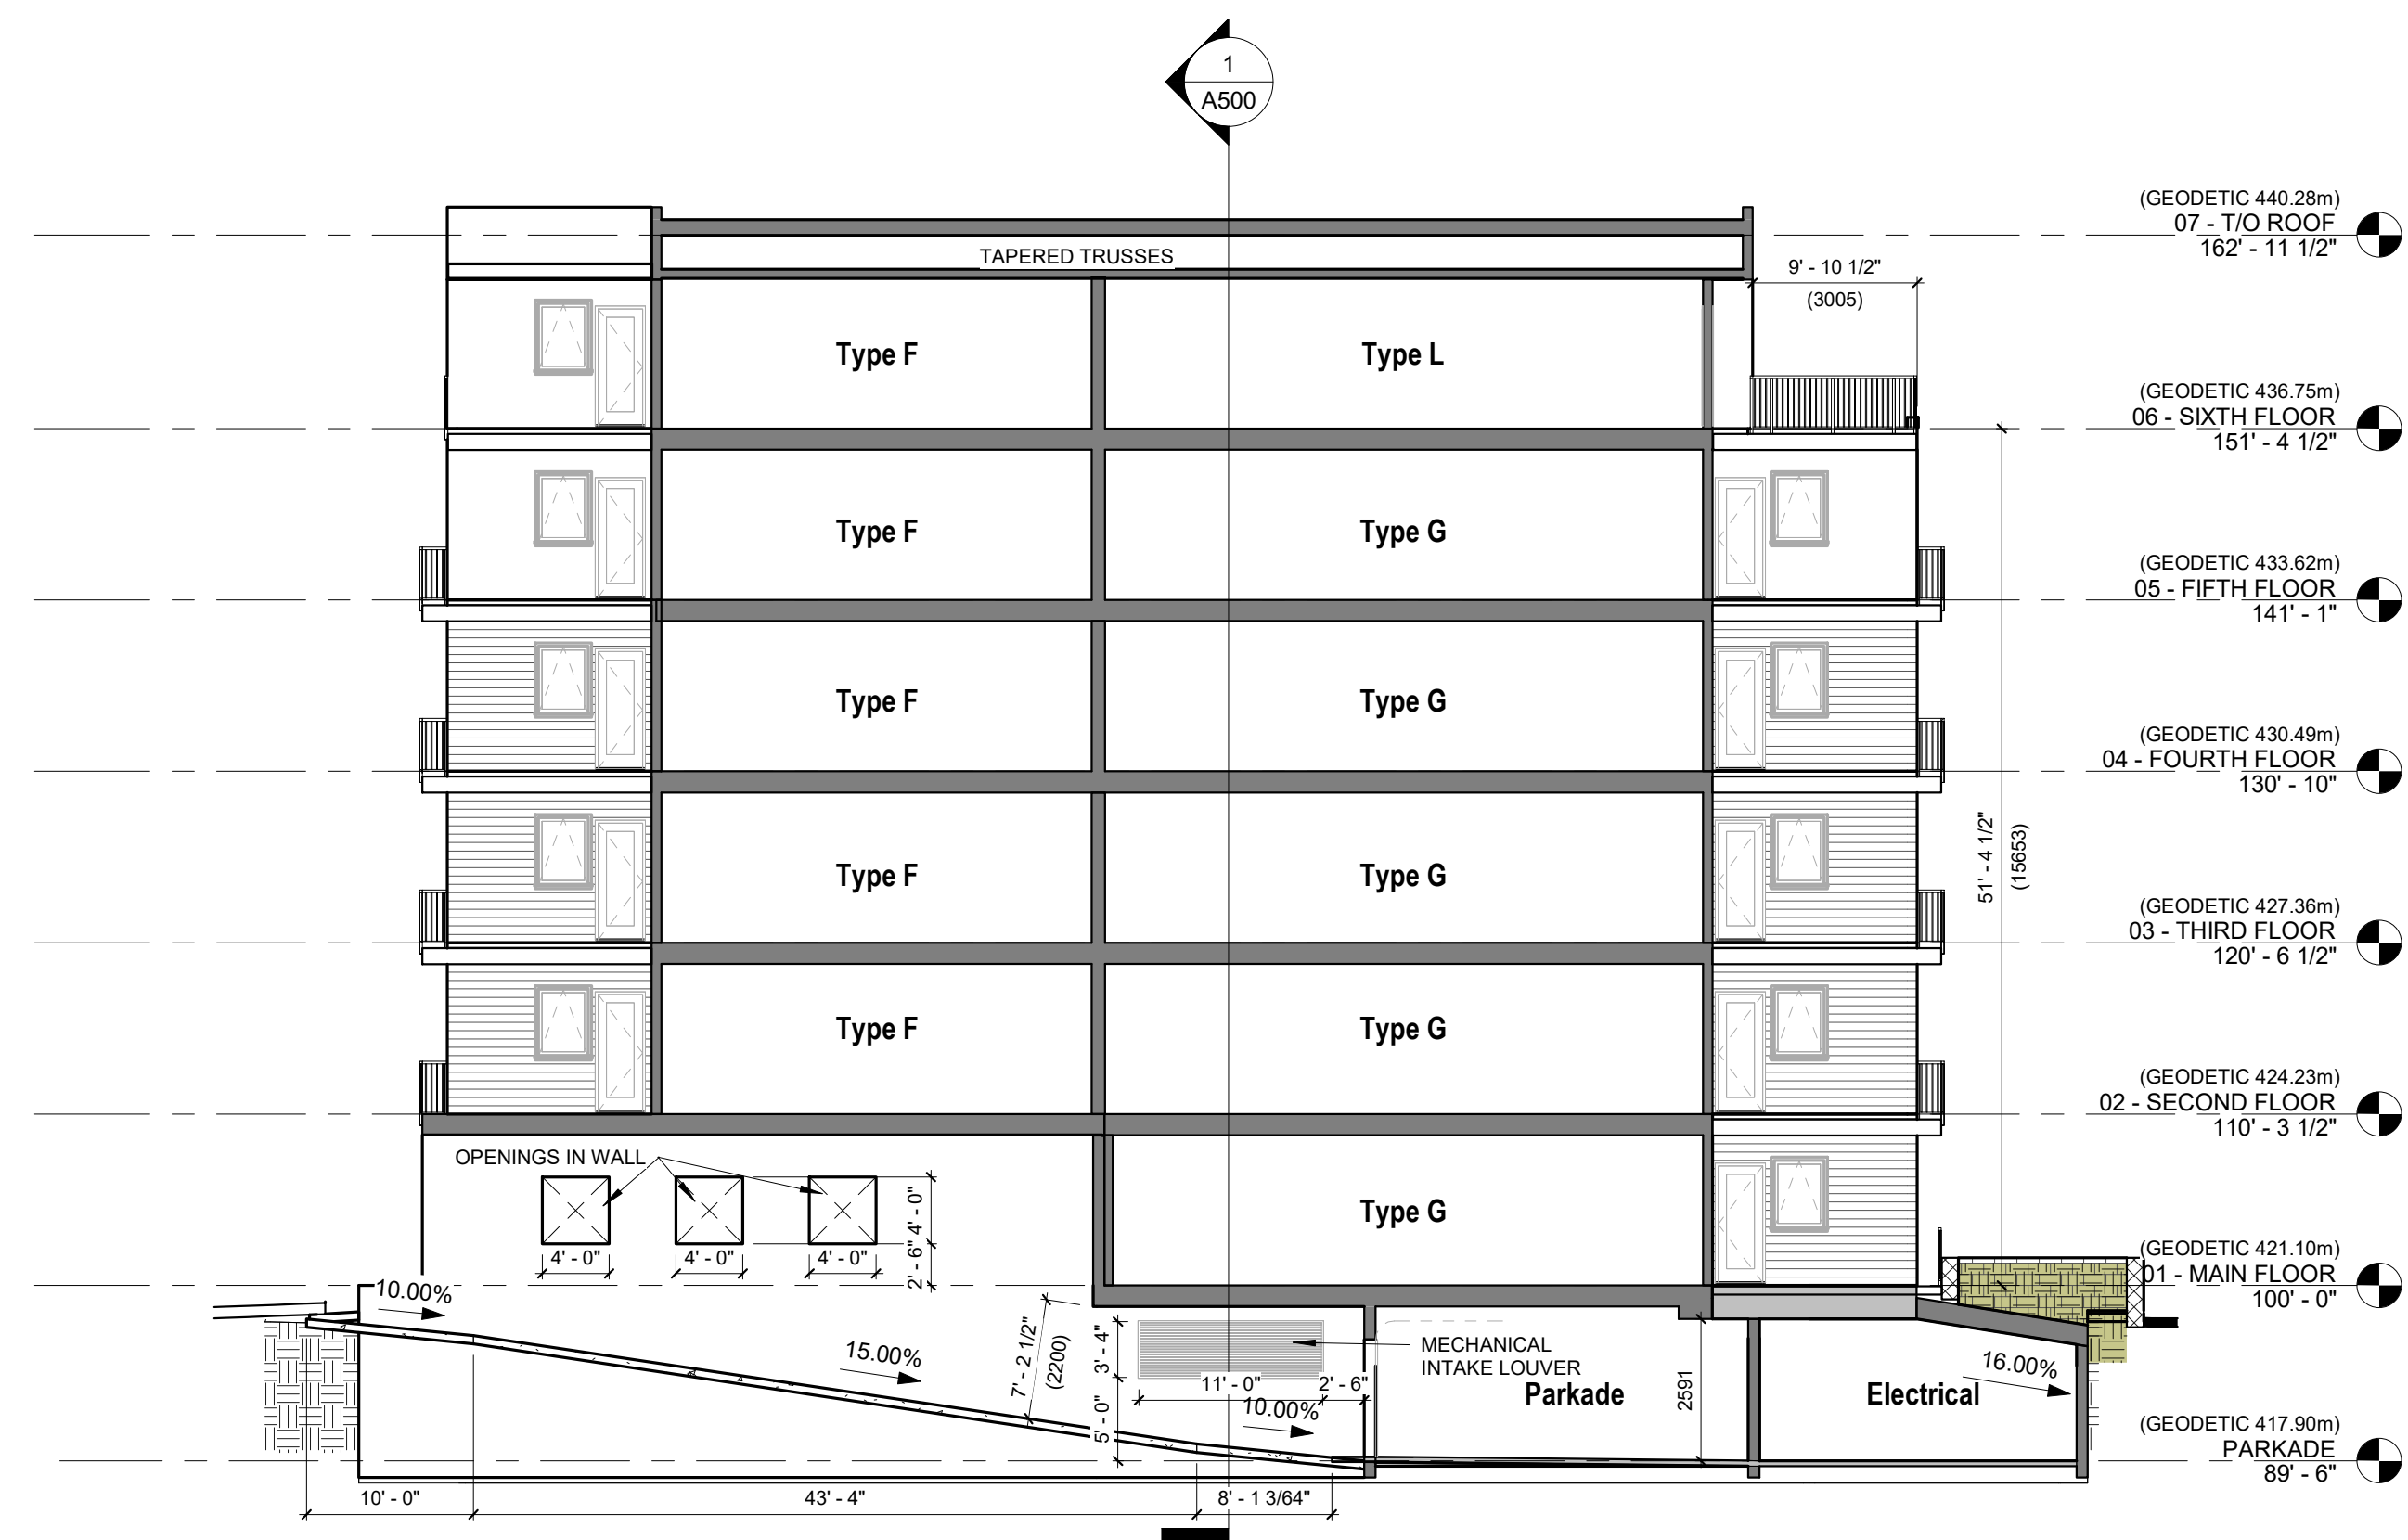 1
A500
(GEODETIC 440.28m)
07 - T/O ROOF
162' - 11 1/2"
TAPERED TRUSSES
9' - 10 1/2"
(3005)
Type F
Type L
(GEODETIC 436.75m)
06 - SIXTH FLOOR
151' - 4 1/2"
Type F
Type G
(GEODETIC 433.62m)
05 - FIFTH FLOOR
141' - 1"
Type F
Type G
(GEODETIC 430.49m)
04 - FOURTH FLOOR
130' - 10"
51' - 4 1/2"
(15653)
Type F
Type G
(GEODETIC 427.36m)
03 - THIRD FLOOR
120' - 6 1/2"
Type F
Type G
(GEODETIC 424.23m)
02 - SECOND FLOOR
110' - 3 1/2"
OPENINGS IN WALL
4' - 0"
2' - 6"
4' - 0"
4' - 0"
4' - 0"
Type G
(GEODETIC 421.10m)
01 - MAIN FLOOR
100' - 0"
10.00%
15.00%
7' - 2 1/2"
(2200)
3' - 4"
5' - 0"
MECHANICAL
INTAKE LOUVER
11' - 0"
2' - 6"
10.00%
Parkade
2591
Electrical
16.00%
(GEODETIC 417.90m)
PARKADE
89' - 6"
10' - 0"
43' - 4"
8' - 1 3/64"